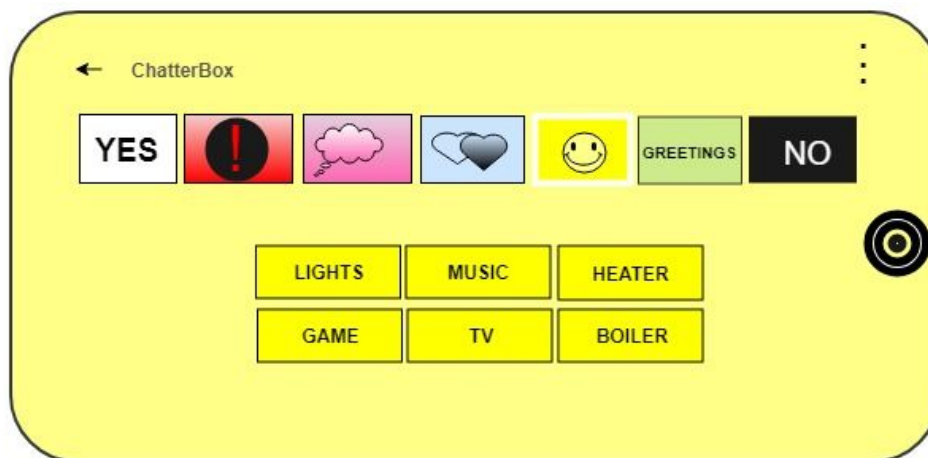 ChatterBox
YES ! GREETINGS NO
LIGHTS MUSIC HEATER
GAME TV BOILER